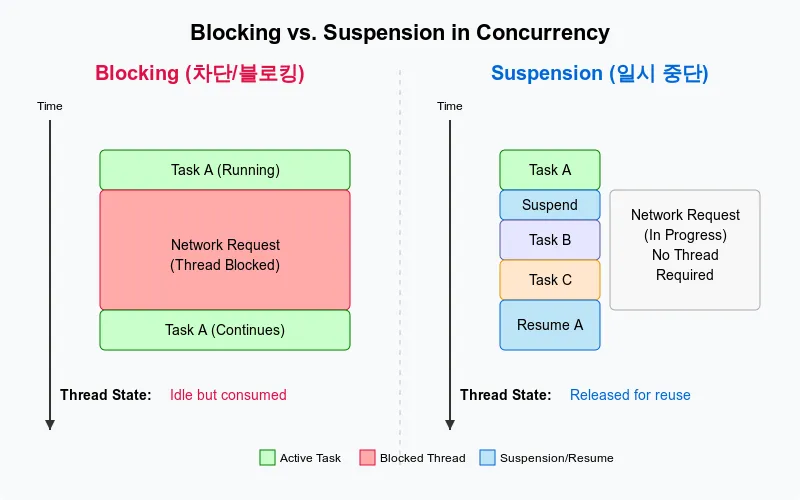 Blocking vs. Suspension in Concurrency
Blocking (차단/블로킹)
Time
Task A (Running)
Network Request
(Thread Blocked)
Task A (Continues)
Thread State: Idle but consumed
Suspension (일시 중단)
Time
Task A
Suspend
Task B
Task C
Resume A
Network Request
(In Progress)
No Thread
Required
Thread State: Released for reuse
Active Task
Blocked Thread
Suspension/Resume